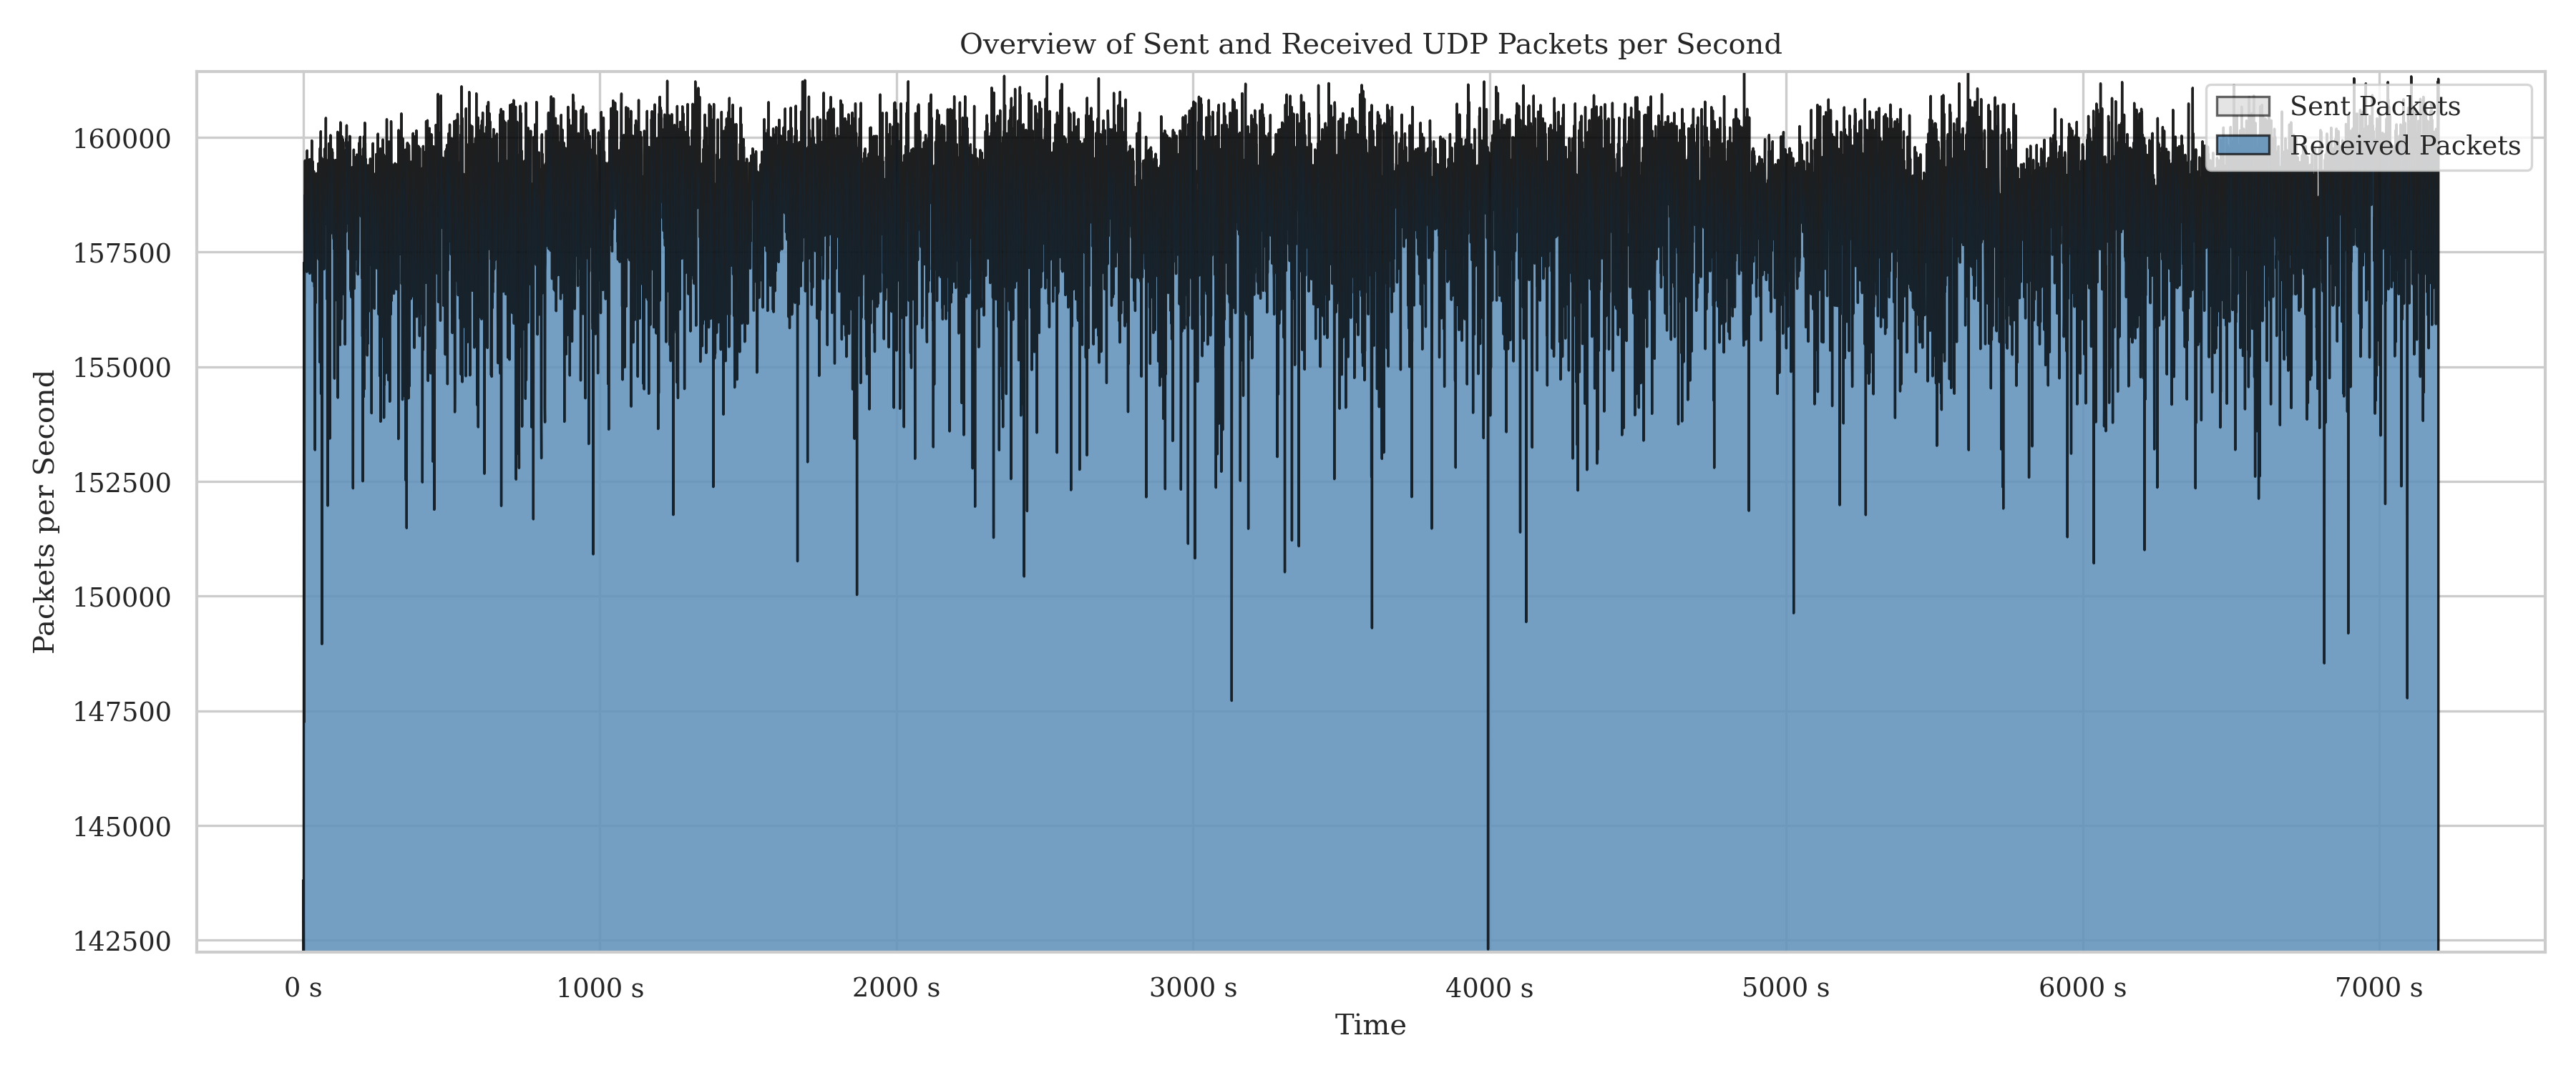 Overview of Sent and Received UDP Packets per Second
Sent Packets
Received Packets
Packets per Second
160000
157500
155000
152500
150000
147500
145000
142500
0 s
1000 s
2000 s
3000 s
4000 s
5000 s
6000 s
7000 s
Time